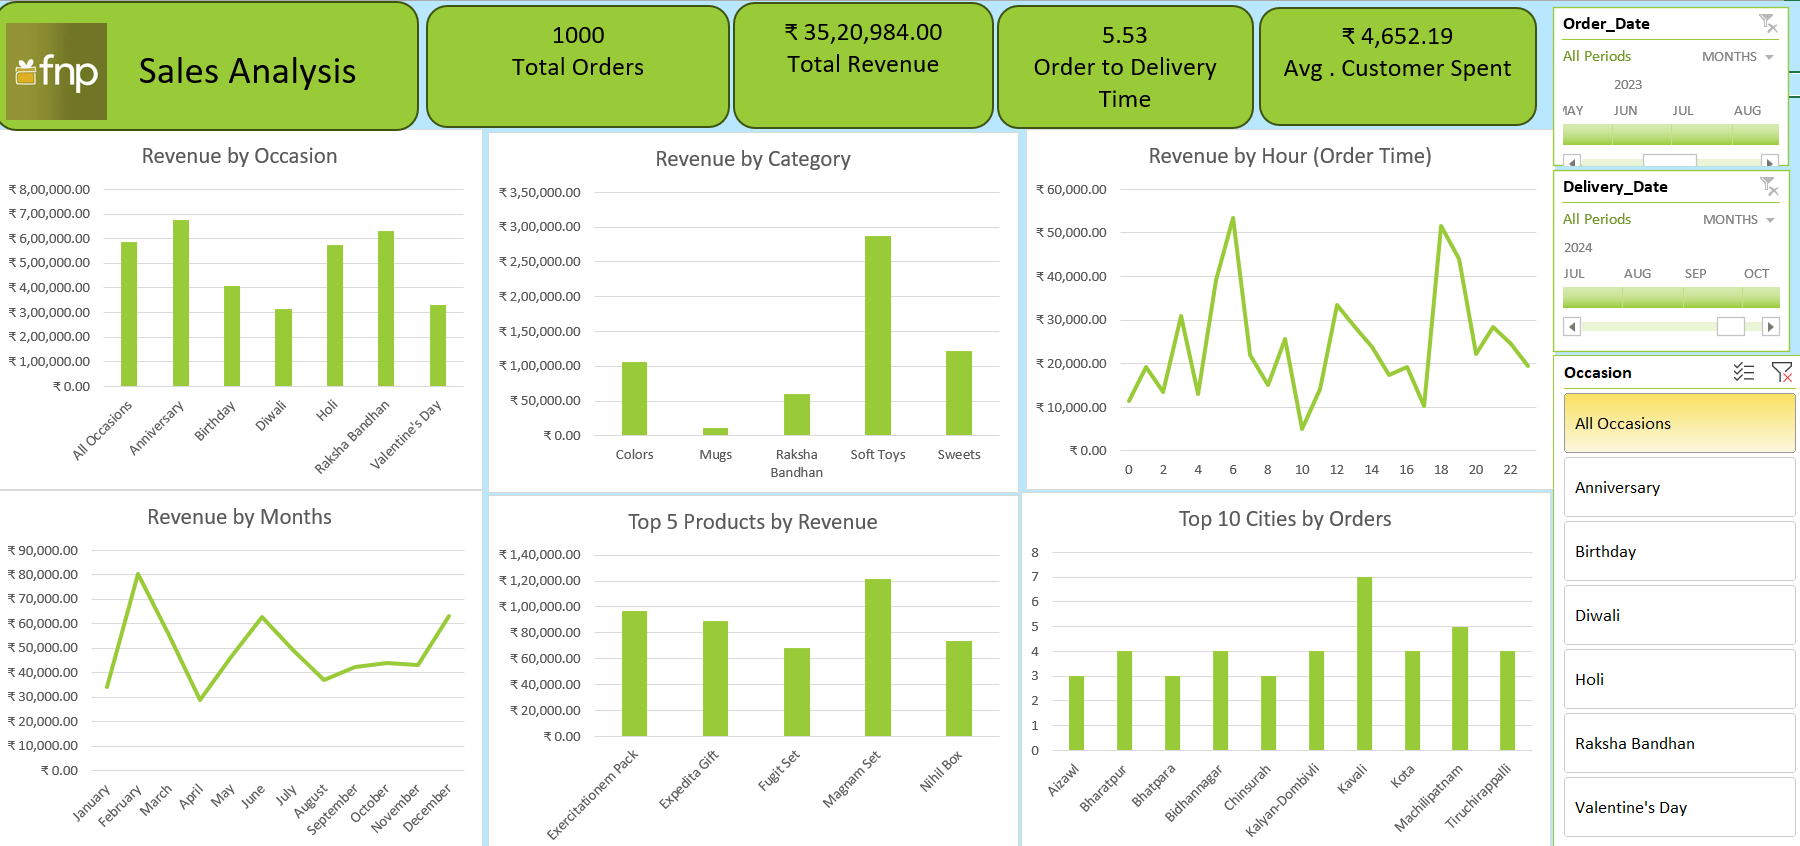 fnp
Sales Analysis
1000
Total Orders
₹ 35,20,984.00
Total Revenue
5.53
Order to Delivery
Time
₹ 4,652.19
Avg . Customer Spent
Order_Date
All Periods MONTHS
2023
MAY JUN JUL AUG
Delivery_Date
All Periods MONTHS
2024
JUL AUG SEP OCT
Occasion
All Occasions
Anniversary
Birthday
Diwali
Holi
Raksha Bandhan
Valentine's Day
Revenue by Occasion
₹ 8,00,000.00
₹ 7,00,000.00
₹ 6,00,000.00
₹ 5,00,000.00
₹ 4,00,000.00
₹ 3,00,000.00
₹ 2,00,000.00
₹ 1,00,000.00
₹ 0.00
All Occasions
Anniversary
Birthday
Diwali
Holi
Raksha Bandhan
Valentine's Day
Revenue by Category
₹ 3,50,000.00
₹ 3,00,000.00
₹ 2,50,000.00
₹ 2,00,000.00
₹ 1,50,000.00
₹ 1,00,000.00
₹ 50,000.00
₹ 0.00
Colors Mugs Raksha Bandhan Soft Toys Sweets
Revenue by Hour (Order Time)
₹ 60,000.00
₹ 50,000.00
₹ 40,000.00
₹ 30,000.00
₹ 20,000.00
₹ 10,000.00
₹ 0.00
0 2 4 6 8 10 12 14 16 18 20 22
Revenue by Months
₹ 90,000.00
₹ 80,000.00
₹ 70,000.00
₹ 60,000.00
₹ 50,000.00
₹ 40,000.00
₹ 30,000.00
₹ 20,000.00
₹ 10,000.00
₹ 0.00
January
February
March
April
May
June
July
August
September
October
November
December
Top 5 Products by Revenue
₹ 1,40,000.00
₹ 1,20,000.00
₹ 1,00,000.00
₹ 80,000.00
₹ 60,000.00
₹ 40,000.00
₹ 20,000.00
₹ 0.00
Exercitationem Pack
Expedita Gift
Fugit Set
Magnam Set
Nihil Box
Top 10 Cities by Orders
8
7
6
5
4
3
2
1
0
Aizawl
Bharatpur
Bhatpara
Bidhannagar
Chinsurah
Kalyan-Dombivli
Kavali
Kota
Machilipatnam
Tiruchirappalli